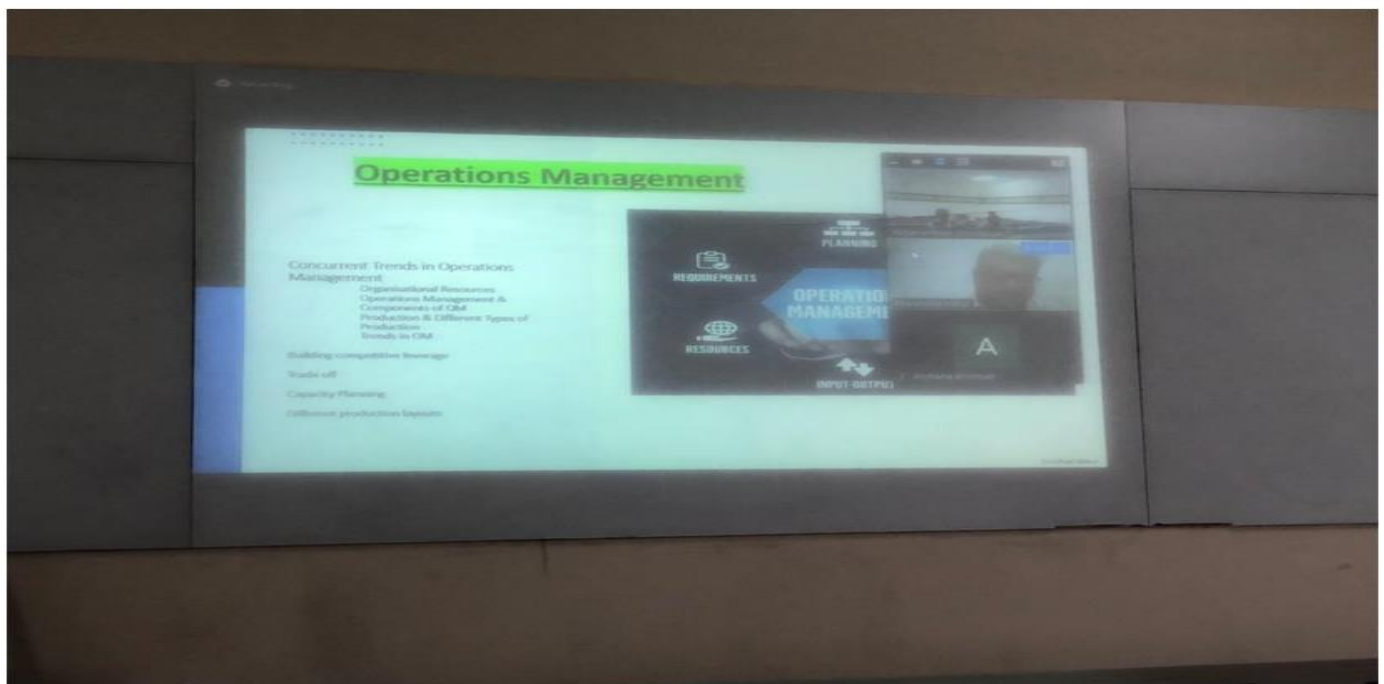 Operations Management
Concurrent Trends in Operations
Management
Organisational Resources
Operations Management &
Components of OM
Production & Different Types of
Production
Trends in OM
Building competitive leverage
Trade off
Capacity Planning
Different production layouts
PLANNING
REQUIREMENTS
OPERATIO
MANAGEME
RESOURCES
INPUT-OUTPUT
A